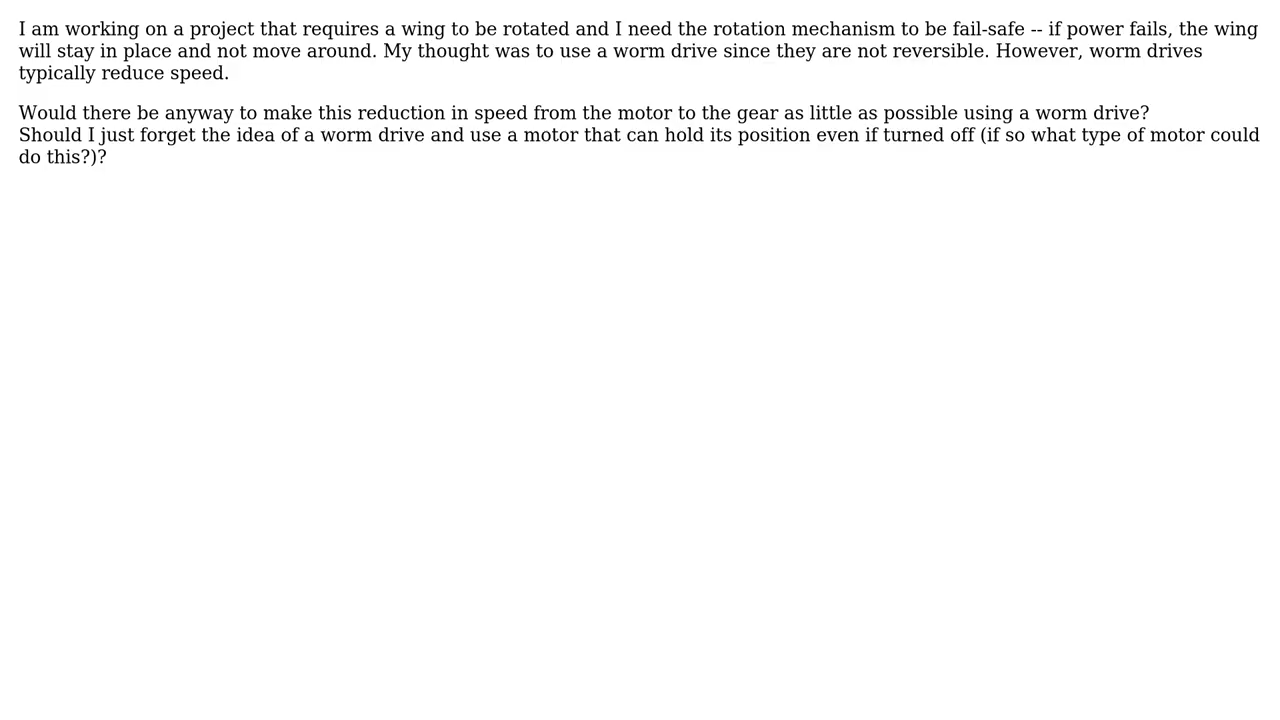 I am working on a project that requires a wing to be rotated and I need the rotation mechanism to be fail-safe -- if power fails, the wing
will stay in place and not move around. My thought was to use a worm drive since they are not reversible. However, worm drives
typically reduce speed.
Would there be anyway to make this reduction in speed from the motor to the gear as little as possible using a worm drive?
Should I just forget the idea of a worm drive and use a motor that can hold its position even if turned off (if so what type of motor could
do this?)?